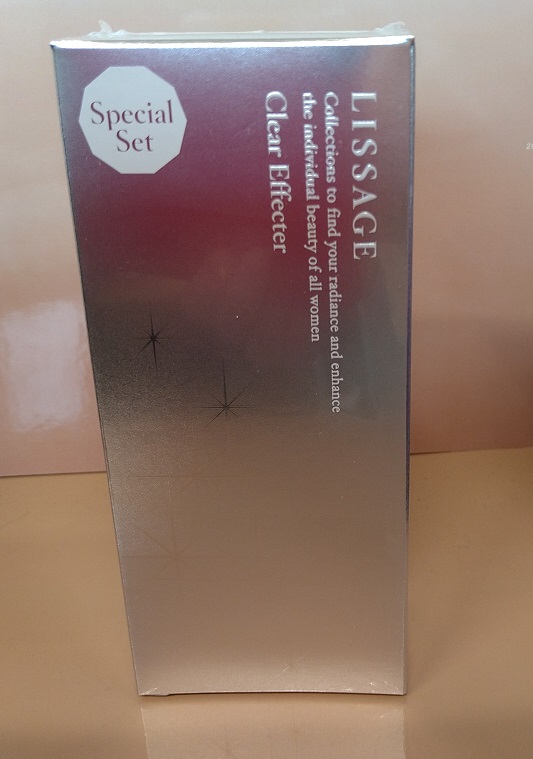 Special
Set
LISSAGE
Collections to find your radiance and enhance
the individual beauty of all women
Clear Effecter